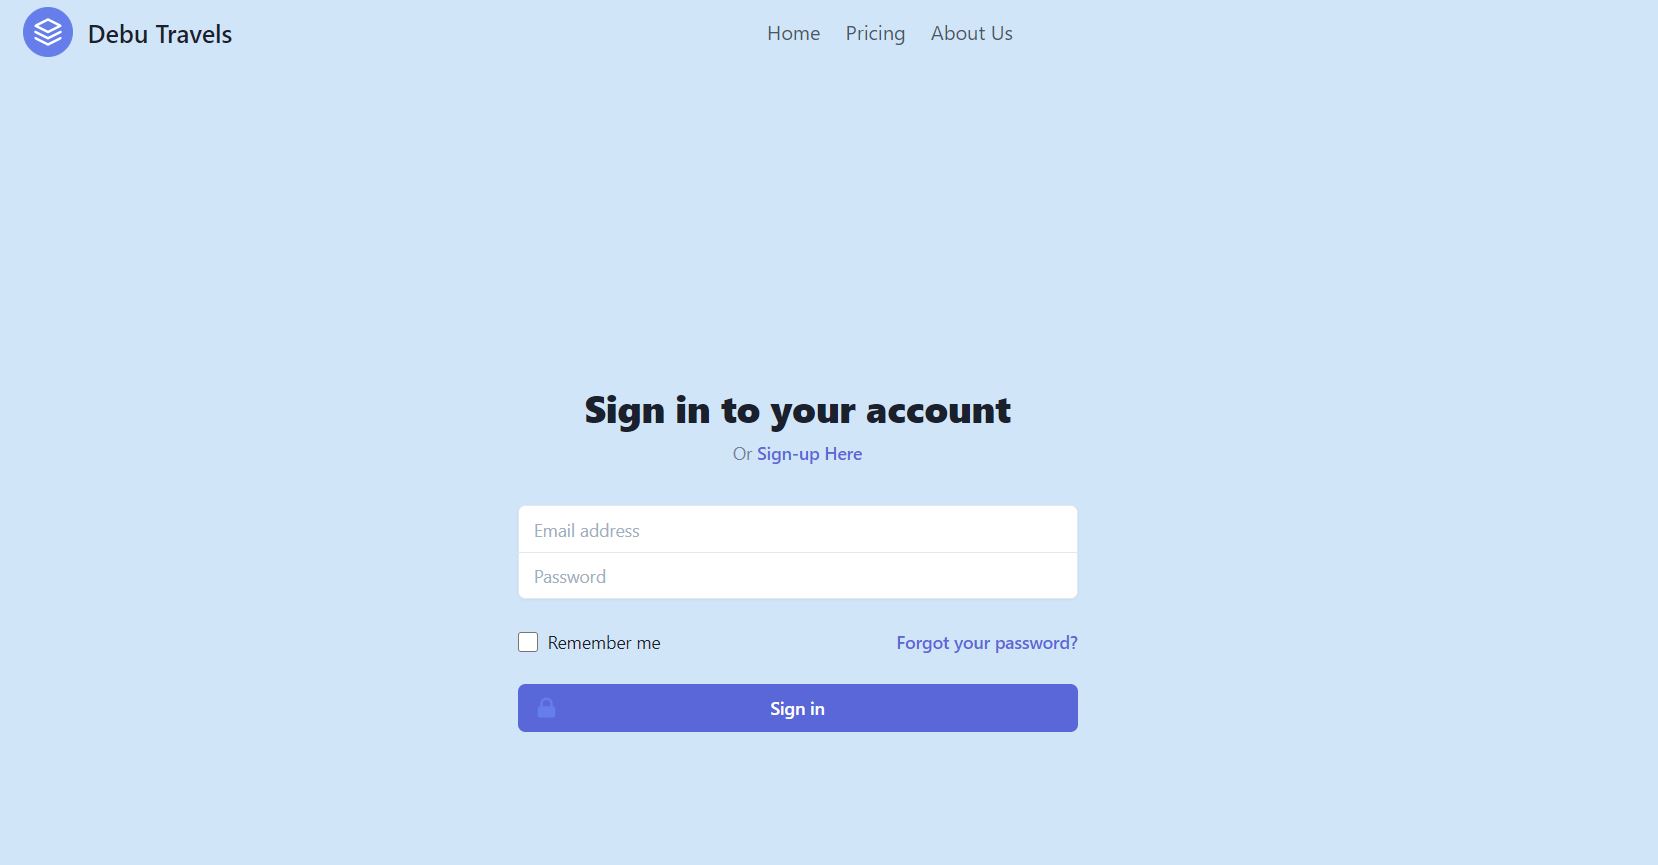 Debu Travels
Home Pricing About Us
Sign in to your account
Or Sign-up Here
Email address
Password
Remember me
Forgot your password?
Sign in